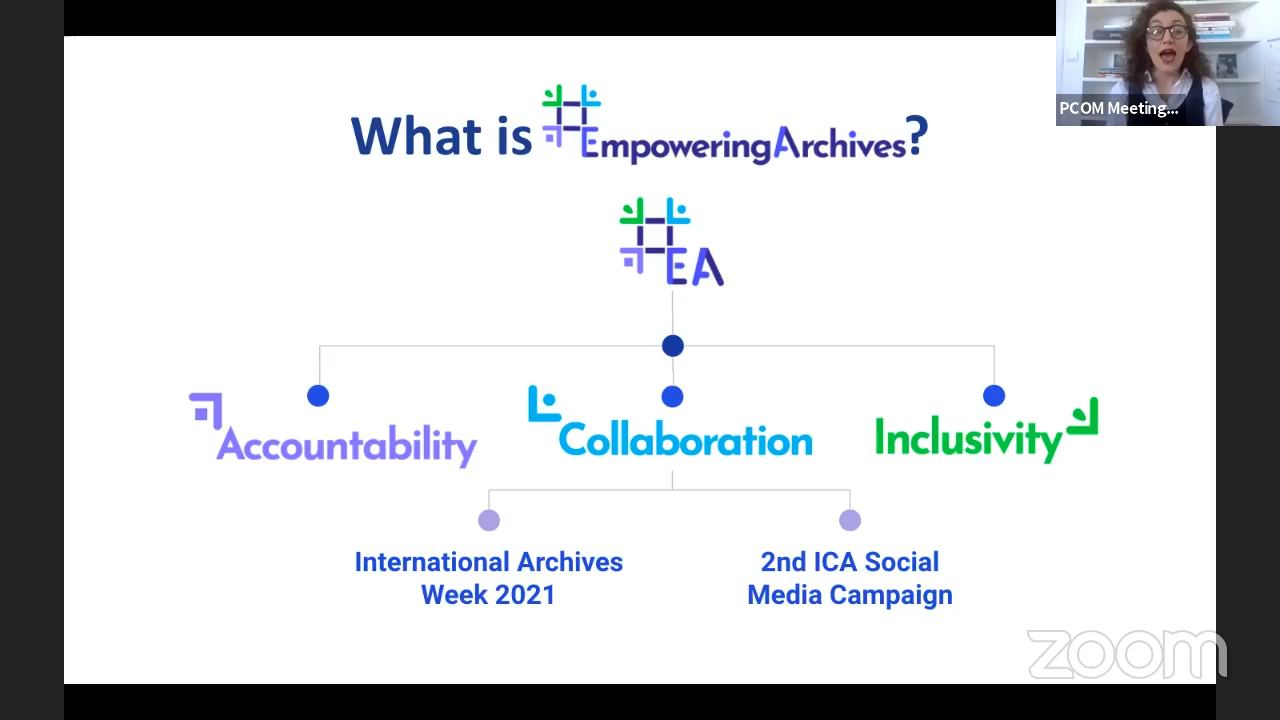 What is #EmpoweringArchives?
PCOM Meeting...
#EA
Accountability
Collaboration
Inclusivity
International Archives
Week 2021
2nd ICA Social
Media Campaign
zoom